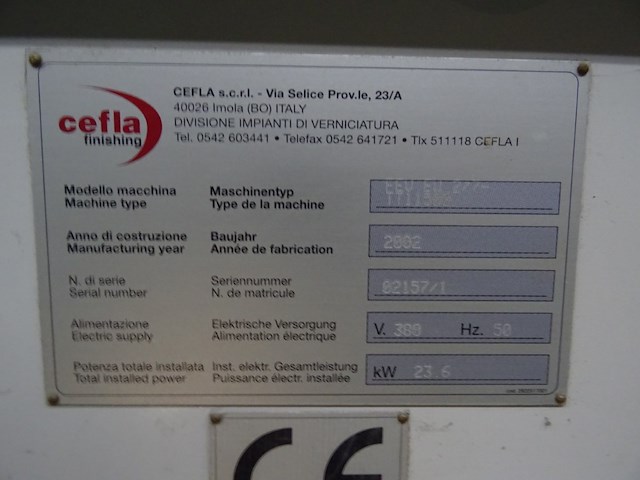 cefla
finishing
CEFLA s.c.r.l. - Via Selice Prov.le, 23/A
40026 Imola (BO) ITALY
DIVISIONE IMPIANTI DI VERNICIATURA
Tel. 0542 603441 • Telefax 0542 641721 • Tlx 511118 CEFLA I
Modello macchina Maschinentyp
Machine type Type de la machine
Anno di costruzione Baujahr 2002
Manufacturing year Année de fabrication
N. di serie Seriennummer 82157/1
Serial number N. de matricule
Alimentazione Elektrische Versorgung V. 380 Hz. 50
Electric supply Alimentation électrique
Potenza totale installata Inst. elektr. Gesamtleistung kW 23.6
Total installed power Puissance électr. installée
CE